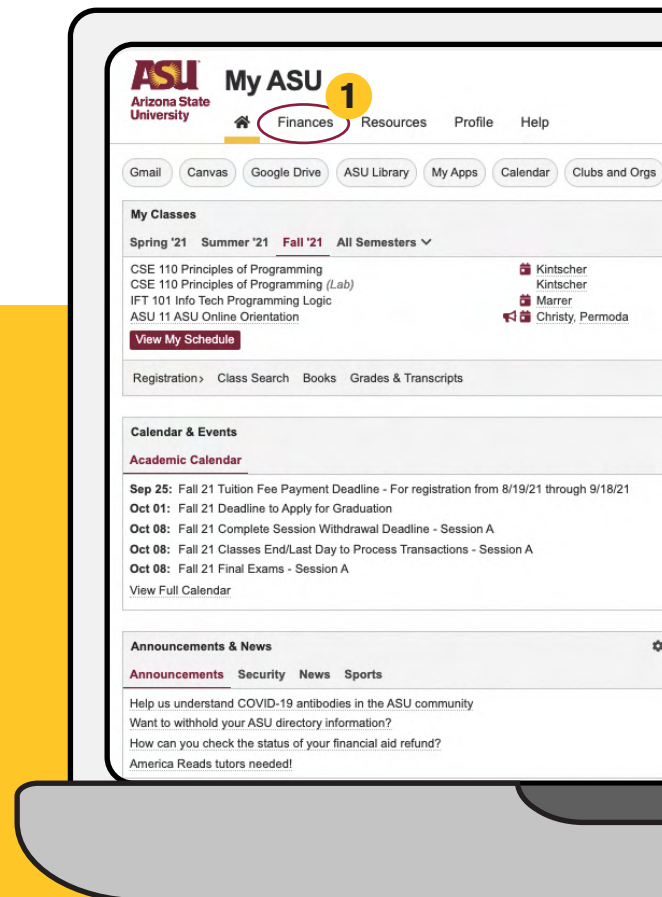 ASU
Arizona State
University
My ASU
1
Finances Resources Profile Help
Gmail Canvas Google Drive ASU Library My Apps Calendar Clubs and Orgs
My Classes
Spring '21 Summer '21 Fall '21 All Semesters
CSE 110 Principles of Programming Kintscher
CSE 110 Principles of Programming (Lab) Kintscher
IFT 101 Info Tech Programming Logic Marrer
ASU 11 ASU Online Orientation Christy, Permoda
View My Schedule
Registration› Class Search Books Grades & Transcripts
Calendar & Events
Academic Calendar
Sep 25: Fall 21 Tuition Fee Payment Deadline - For registration from 8/19/21 through 9/18/21
Oct 01: Fall 21 Deadline to Apply for Graduation
Oct 08: Fall 21 Complete Session Withdrawal Deadline - Session A
Oct 08: Fall 21 Classes End/Last Day to Process Transactions - Session A
Oct 08: Fall 21 Final Exams - Session A
View Full Calendar
Announcements & News
Announcements Security News Sports
Help us understand COVID-19 antibodies in the ASU community
Want to withhold your ASU directory information?
How can you check the status of your financial aid refund?
America Reads tutors needed!